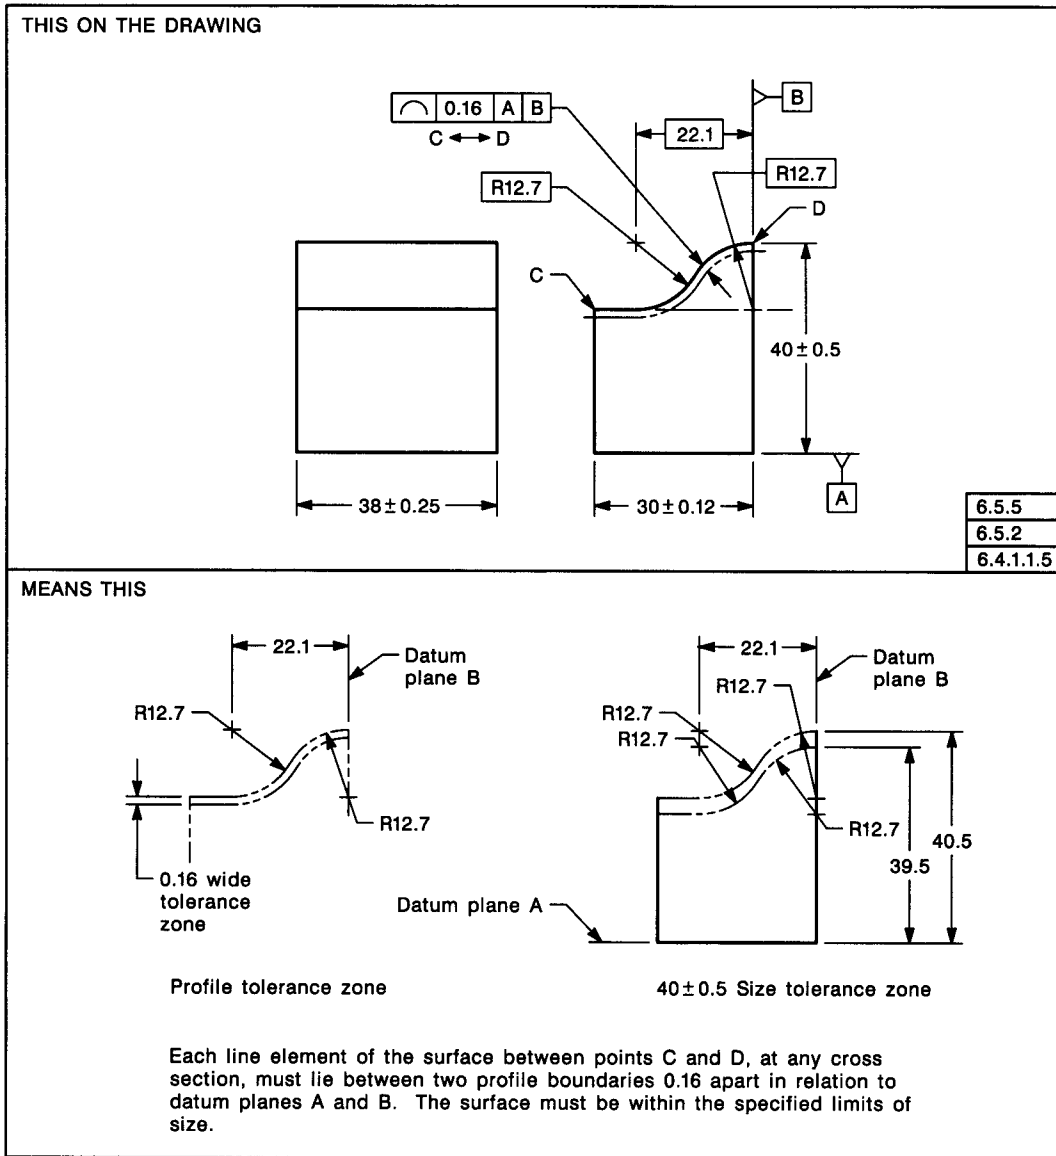 THIS ON THE DRAWING
B
0.16 A B
C ↔ D
22.1
R12.7
R12.7
D
C
40±0.5
A
38±0.25
30±0.12
6.5.5
6.5.2
6.4.1.1.5
MEANS THIS
22.1
Datum
plane B
R12.7
R12.7
0.16 wide
tolerance
zone
Profile tolerance zone
22.1
Datum
plane B
R12.7
R12.7
R12.7
R12.7
40.5
39.5
Datum plane A
40±0.5 Size tolerance zone
Each line element of the surface between points C and D, at any cross
section, must lie between two profile boundaries 0.16 apart in relation to
datum planes A and B. The surface must be within the specified limits of
size.